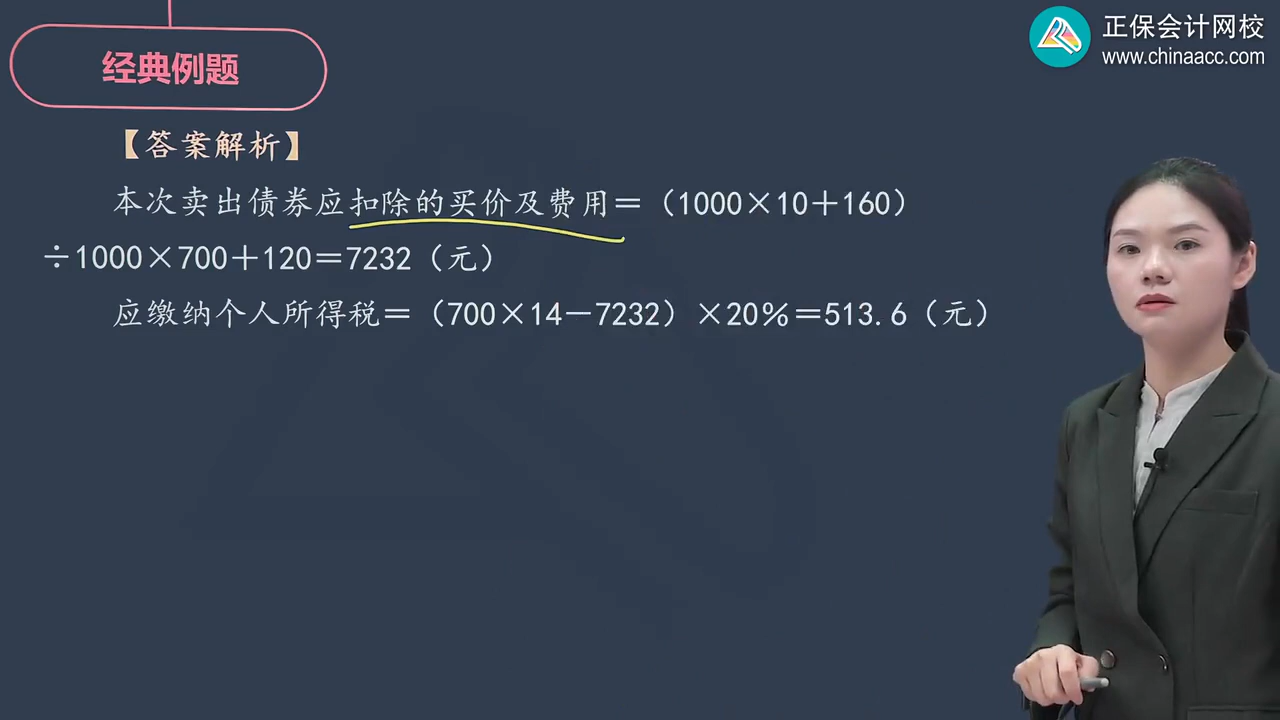 经典例题
正保会计网校
www.chinaacc.com
【答案解析】
本次卖出债券应扣除的买价及费用＝（1000×10＋160）
÷1000×700＋120＝7232（元）
应缴纳个人所得税＝（700×14－7232）×20％＝513.6（元）